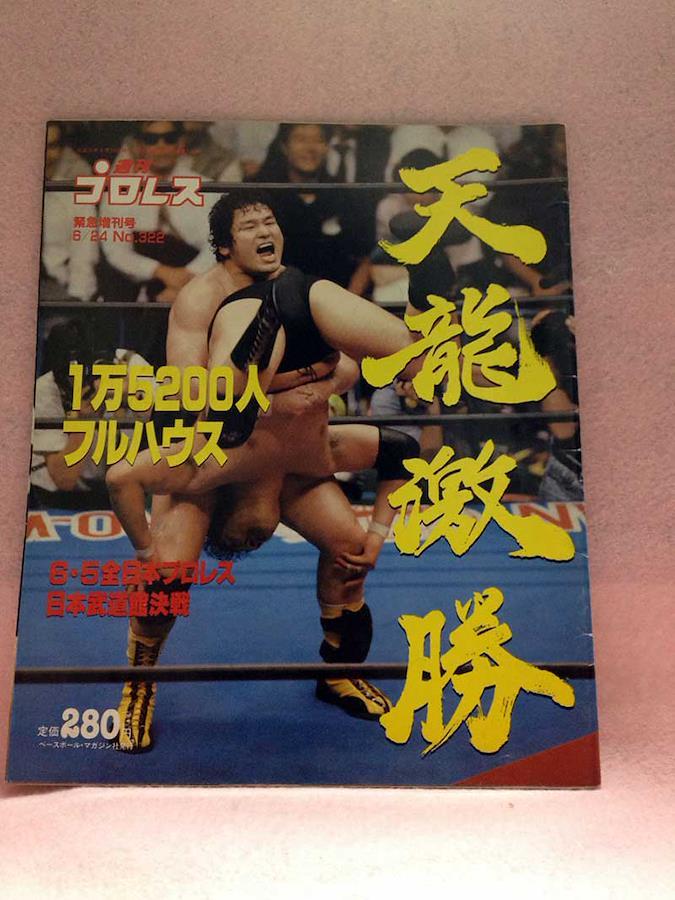 週刊
プロレス
緊急増刊号
6/24 No.322
天龍激勝
1万5200人
フルハウス
6・5全日本プロレス
日本武道館決戦
定価280円
ベースボール・マガジン社発行